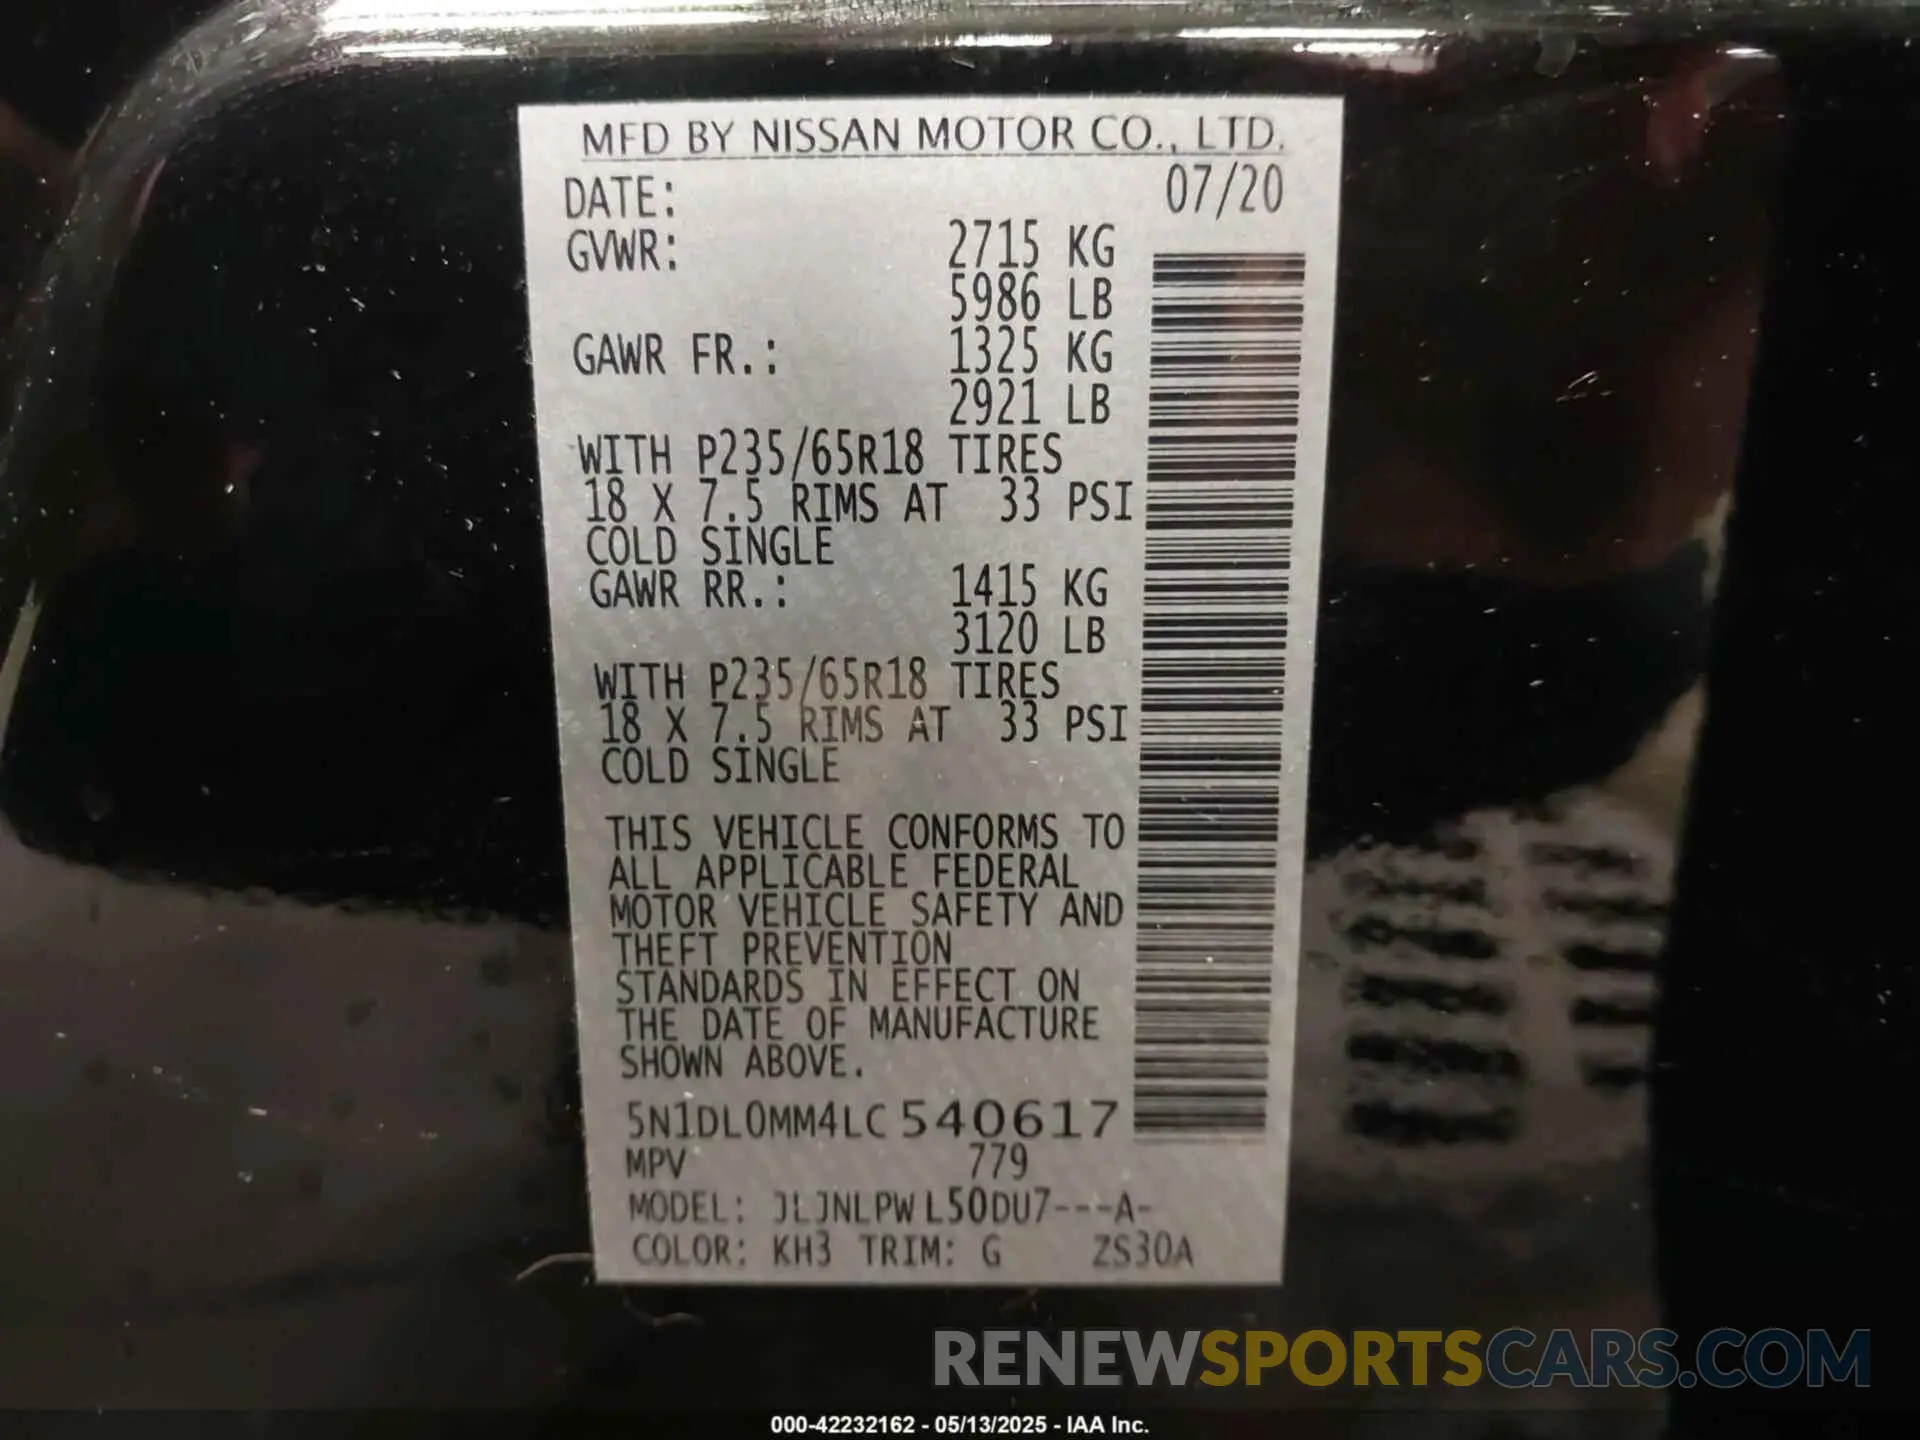 MFD BY NISSAN MOTOR CO., LTD.
DATE: 07/20
GVWR: 2715 KG
5986 LB
GAWR FR.: 1325 KG
2921 LB
WITH P235/65R18 TIRES
18 X 7.5 RIMS AT 33 PSI
COLD SINGLE
GAWR RR.: 1415 KG
3120 LB
WITH P235/65R18 TIRES
18 X 7.5 RIMS AT 33 PSI
COLD SINGLE
THIS VEHICLE CONFORMS TO
ALL APPLICABLE FEDERAL
MOTOR VEHICLE SAFETY AND
THEFT PREVENTION
STANDARDS IN EFFECT ON
THE DATE OF MANUFACTURE
SHOWN ABOVE.
5N1DL0MM4LC540617
MPV 779
MODEL: JLJNLPWL50DU7---A-
COLOR: KH3 TRIM: G ZS30A
RENEWSPORTSCARS.COM
000-42232162 - 05/13/2025 - IAA Inc.